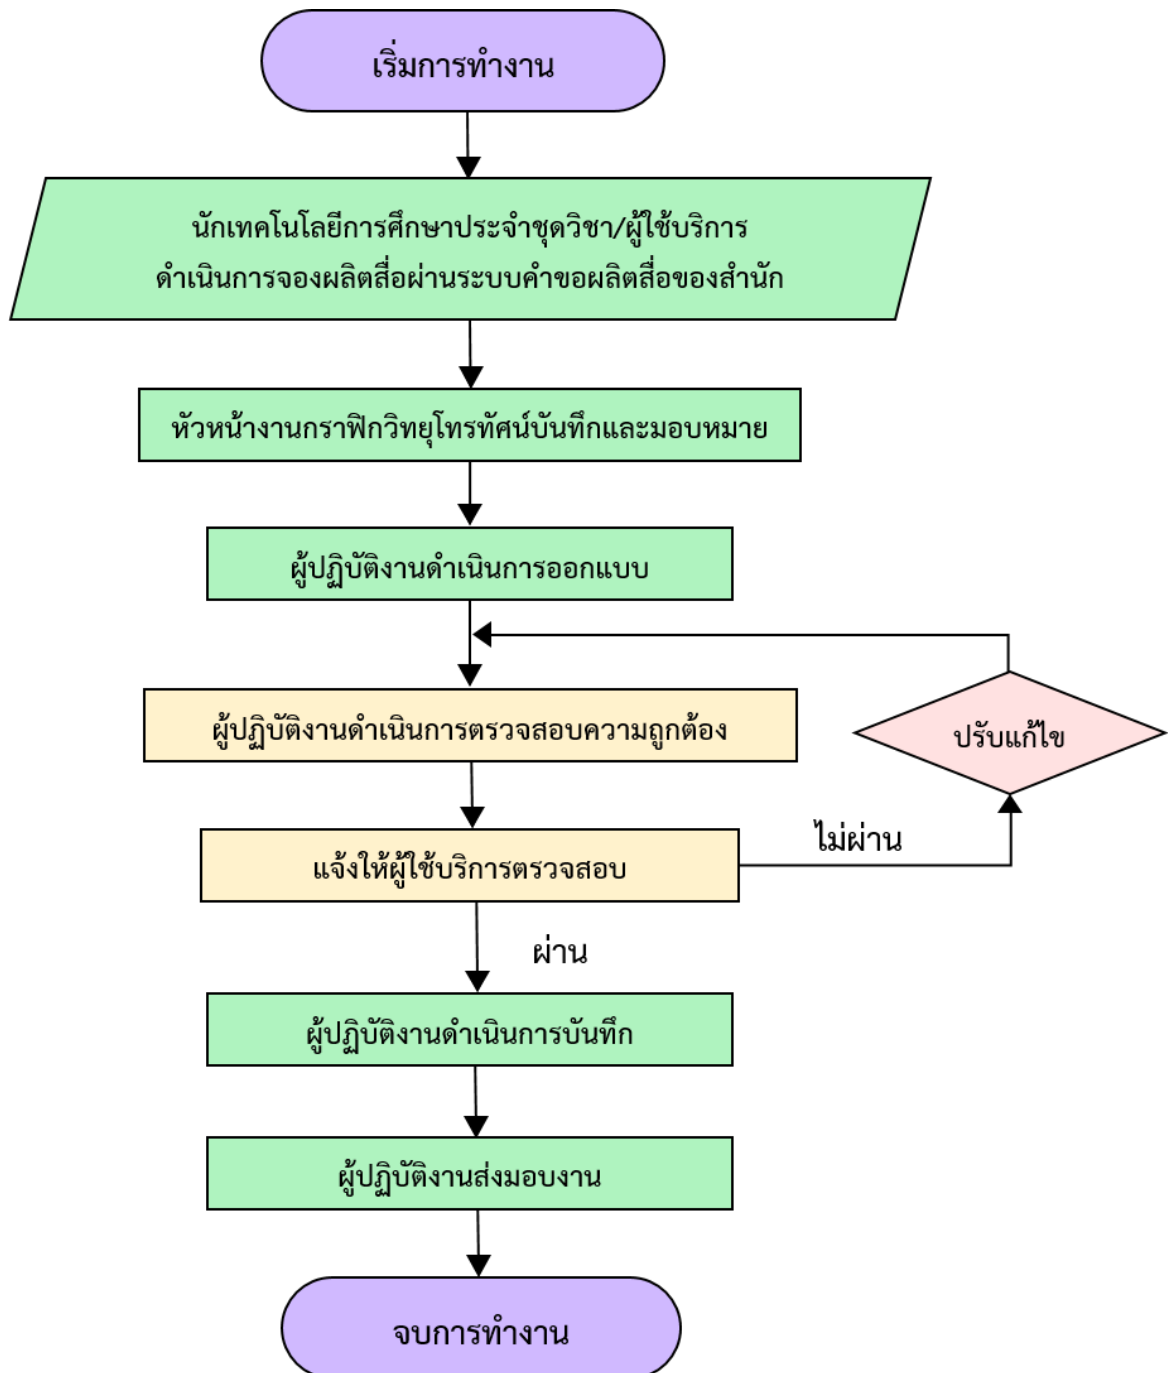 เริ่มการทำงาน
นักเทคโนโลยีการศึกษาประจำชุดวิชา/ผู้ใช้บริการ
ดำเนินการจองผลิตสื่อผ่านระบบคำขอผลิตสื่อของสำนัก
หัวหน้างานกราฟิกวิทยุโทรทัศน์บันทึกและมอบหมาย
ผู้ปฏิบัติงานดำเนินการออกแบบ
ผู้ปฏิบัติงานดำเนินการตรวจสอบความถูกต้อง
ปรับแก้ไข
แจ้งให้ผู้ใช้บริการตรวจสอบ
ไม่ผ่าน
ผ่าน
ผู้ปฏิบัติงานดำเนินการบันทึก
ผู้ปฏิบัติงานส่งมอบงาน
จบการทำงาน